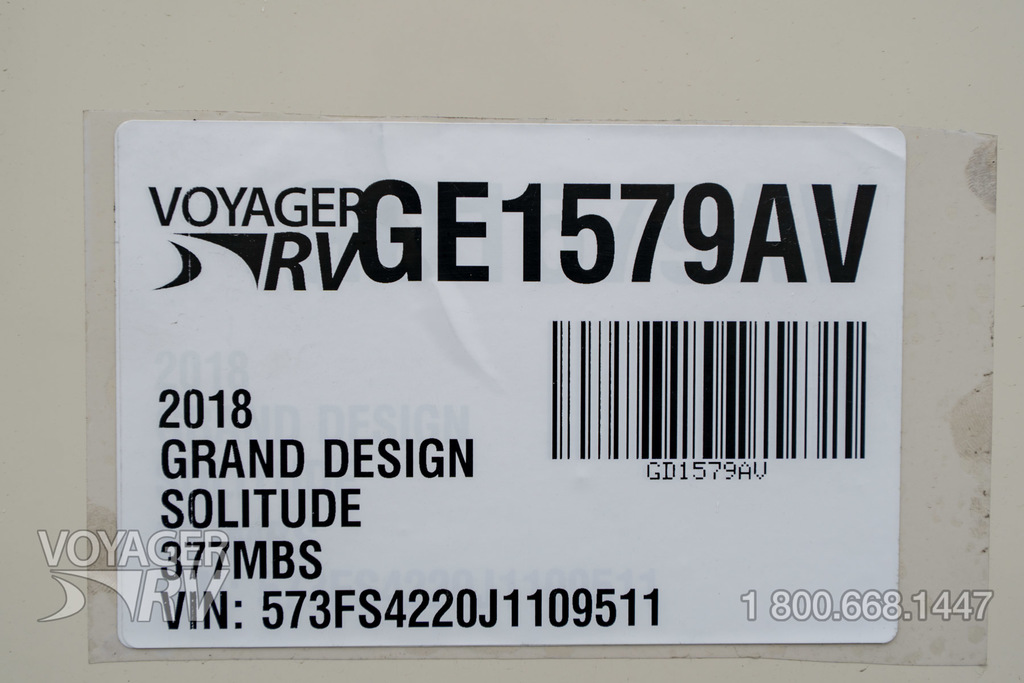 VOYAGER
RV
GE1579AV
GD1579AV
2018
GRAND DESIGN
SOLITUDE
377MBS
VIN: 573FS4220J1109511
VOYAGER
RV
1 800.668.1447